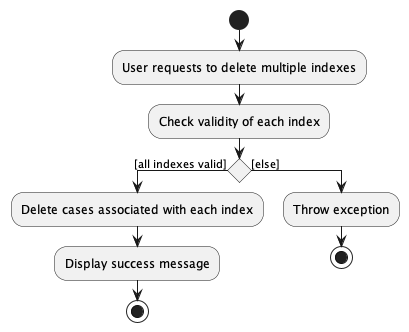 User requests to delete multiple indexes
Check validity of each index
[all indexes valid]
[else]
Delete cases associated with each index
Throw exception
Display success message